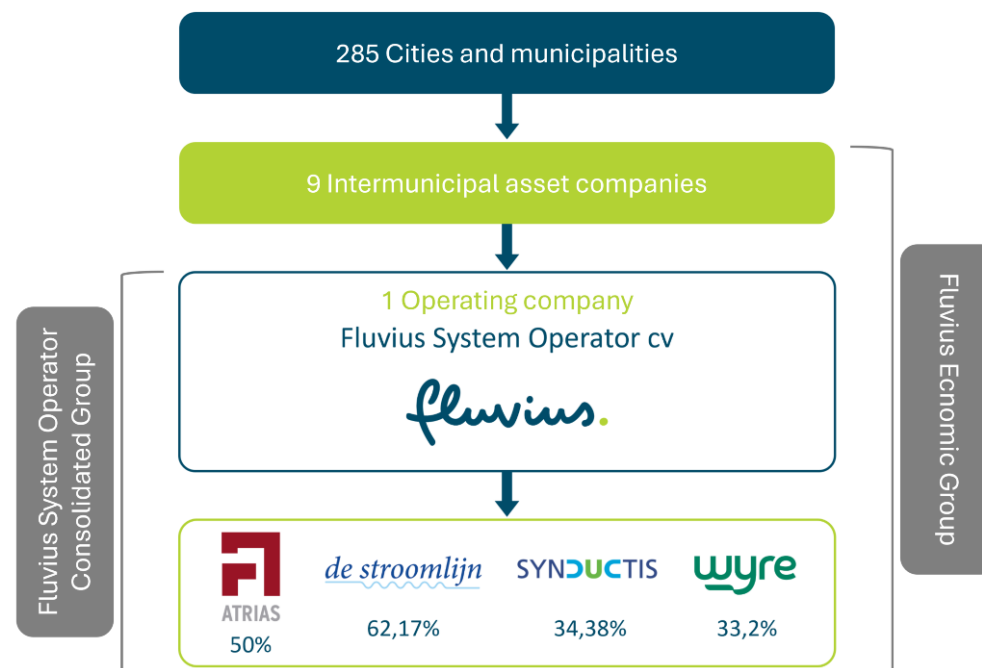 285 Cities and municipalities
9 Intermunicipal asset companies
1 Operating company
Fluvius System Operator cv
fluvius.
Fluvius System Operator
Consolidated Group
Fluvius Ecnomic Group
ATRIAS
50%
de stroomlijn
62,17%
SYNDUCTIS
34,38%
wyre
33,2%